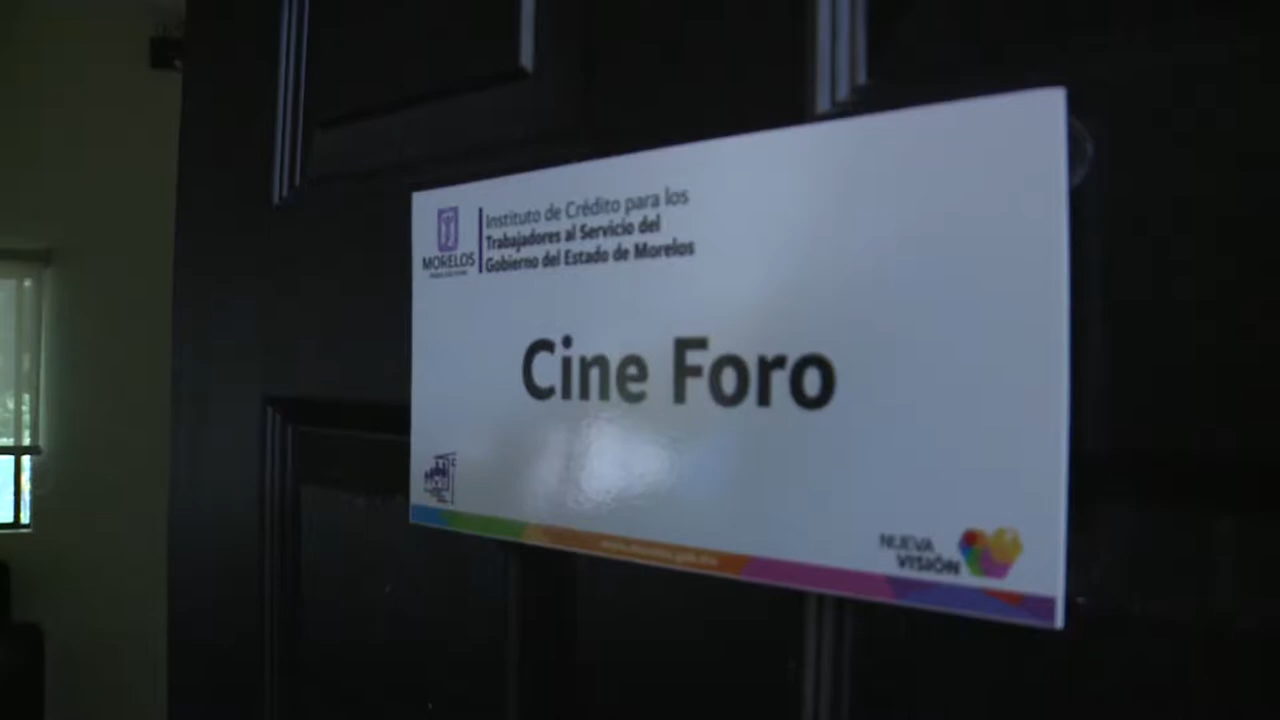 Instituto de Crédito para los
Trabajadores al Servicio del
Gobierno del Estado de Morelos
MORELOS
Cine Foro
NUEVA
VISIÓN